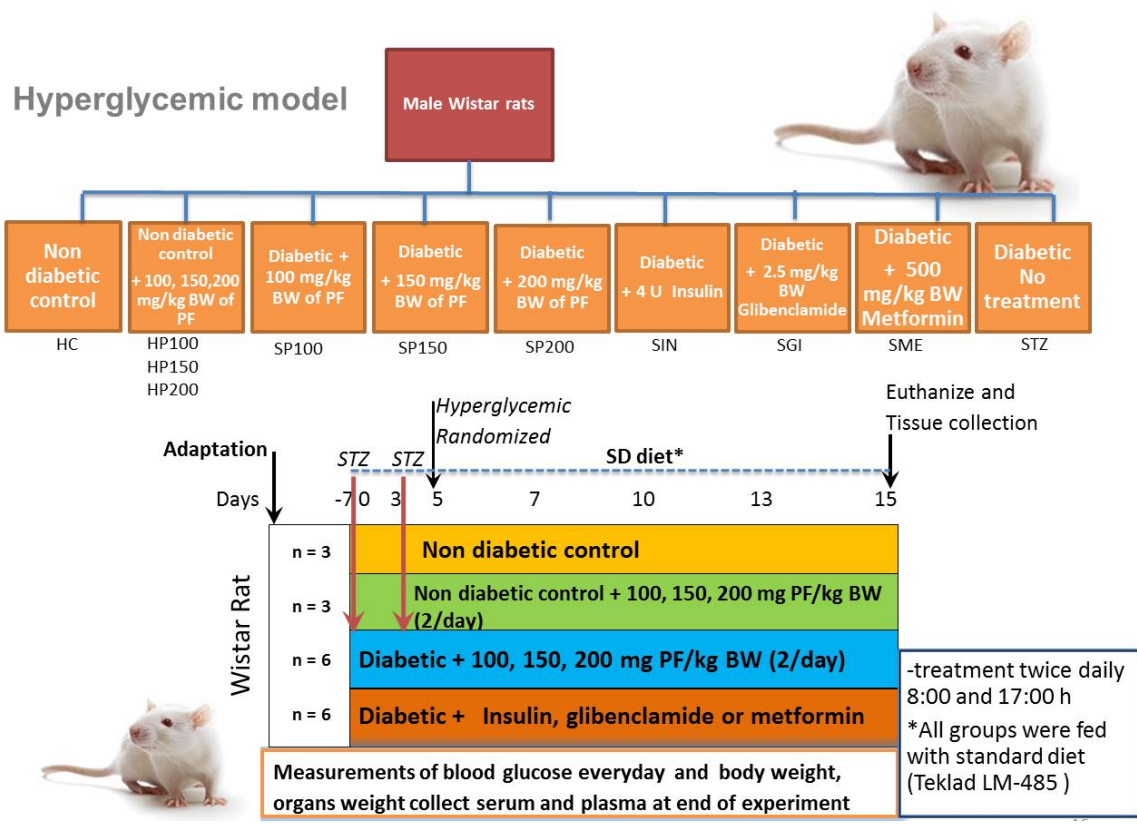 Hyperglycemic model
Male Wistar rats
Non
diabetic
control
HC
Non diabetic
control
+ 100, 150,200
mg/kg BW of
PF
HP100
HP150
HP200
Diabetic +
100 mg/kg
BW of PF
SP100
Diabetic
+ 150 mg/kg
BW of PF
SP150
Diabetic
+ 200 mg/kg
BW of PF
SP200
Diabetic
+ 4 U Insulin
SIN
Diabetic
+ 2.5 mg/kg
BW
Glibenclamide
SGI
Diabetic
+ 500
mg/kg BW
Metformin
SME
Diabetic
No
treatment
STZ
Adaptation
STZ
STZ
Hyperglycemic
Randomized
SD diet*
Euthanize and
Tissue collection
Days -7 0 3 5 7 10 13 15
Wistar Rat
n = 3 Non diabetic control
n = 3 Non diabetic control + 100, 150, 200 mg PF/kg BW
(2/day)
n = 6 Diabetic + 100, 150, 200 mg PF/kg BW (2/day)
n = 6 Diabetic + Insulin, glibenclamide or metformin
Measurements of blood glucose everyday and body weight,
organs weight collect serum and plasma at end of experiment
-treatment twice daily
8:00 and 17:00 h
*All groups were fed
with standard diet
(Teklad LM-485 )